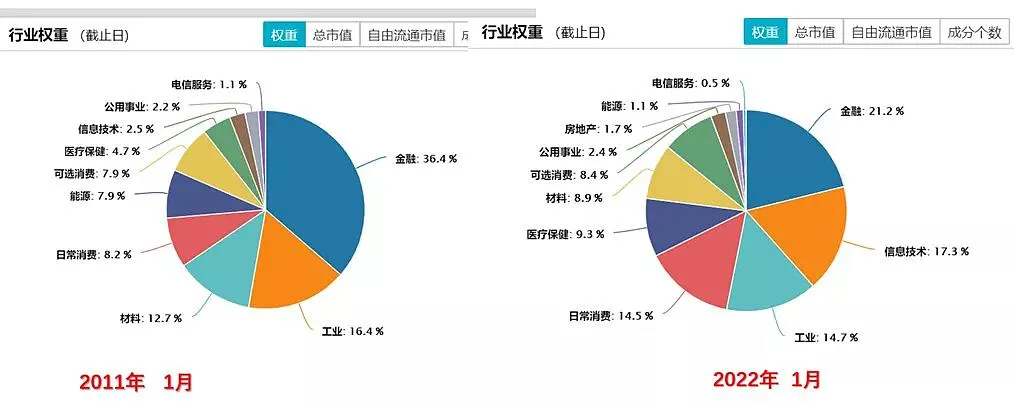 行业权重 (截止日)
权重 总市值 自由流通市值
电信服务: 1.1 %
公用事业: 2.2 %
信息技术: 2.5 %
医疗保健: 4.7 %
可选消费: 7.9 %
能源: 7.9 %
日常消费: 8.2 %
材料: 12.7 %
工业: 16.4 %
金融: 36.4 %
2011年 1月
行业权重 (截止日)
权重 总市值 自由流通市值 成分个数
电信服务: 0.5 %
能源: 1.1 %
房地产: 1.7 %
公用事业: 2.4 %
可选消费: 8.4 %
材料: 8.9 %
医疗保健: 9.3 %
日常消费: 14.5 %
工业: 14.7 %
信息技术: 17.3 %
金融: 21.2 %
2022年 1月